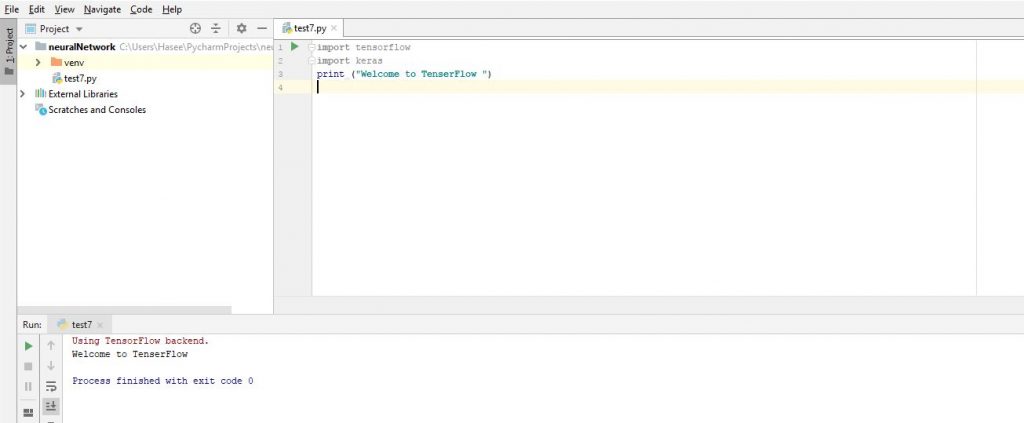 File Edit View Navigate Code Help
1: Project
Project
neuralNetwork C:\Users\Hasee\PycharmProjects\neu
venv
test7.py
External Libraries
Scratches and Consoles
test7.py
1 import tensorflow
2 import keras
3 print ("Welcome to TenserFlow ")
4
Run: test7
Using TensorFlow backend.
Welcome to TenserFlow
Process finished with exit code 0